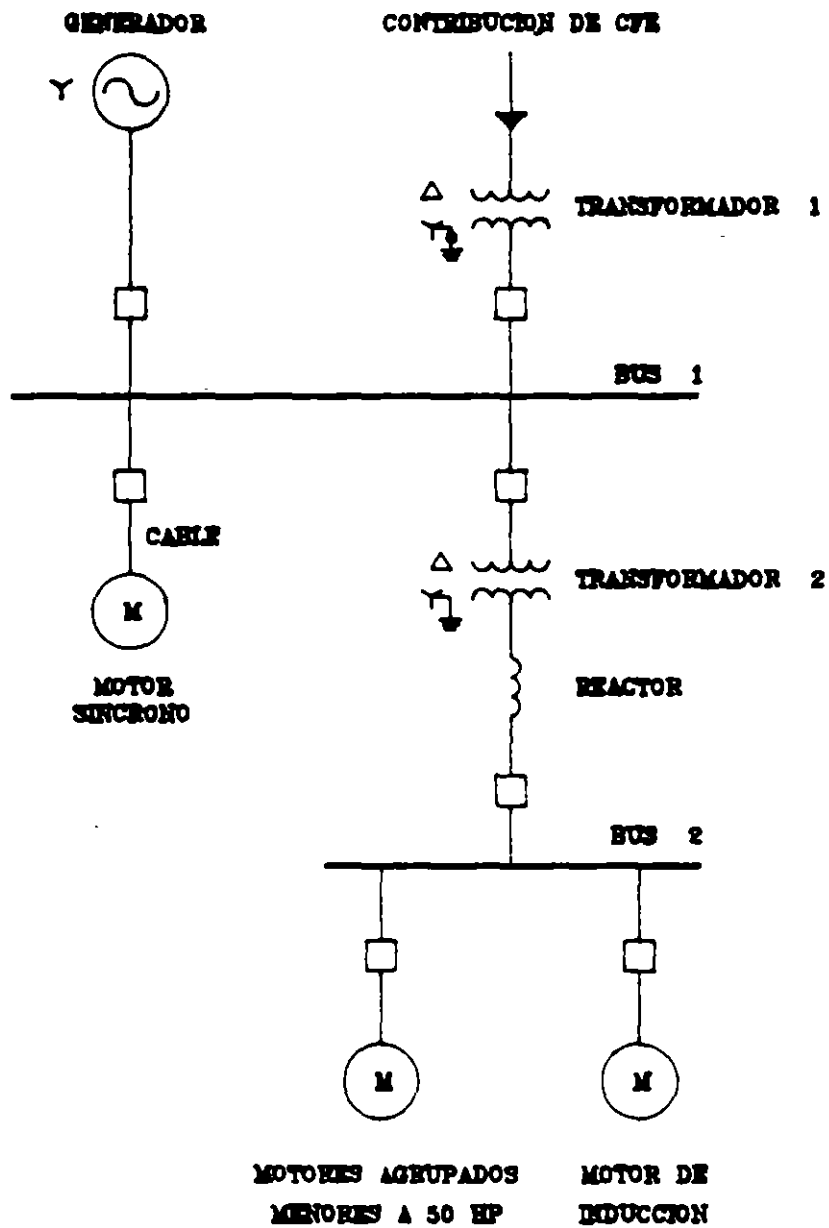 GENERADOR
CONTRIBUCION DE CFE
TRANSFORMADOR 1
BUS 1
CABLE
TRANSFORMADOR 2
M
MOTOR
SINCRONO
REACTOR
BUS 2
M
M
MOTORES AGRUPADOS
MENORES A 50 HP
MOTOR DE
INDUCCION